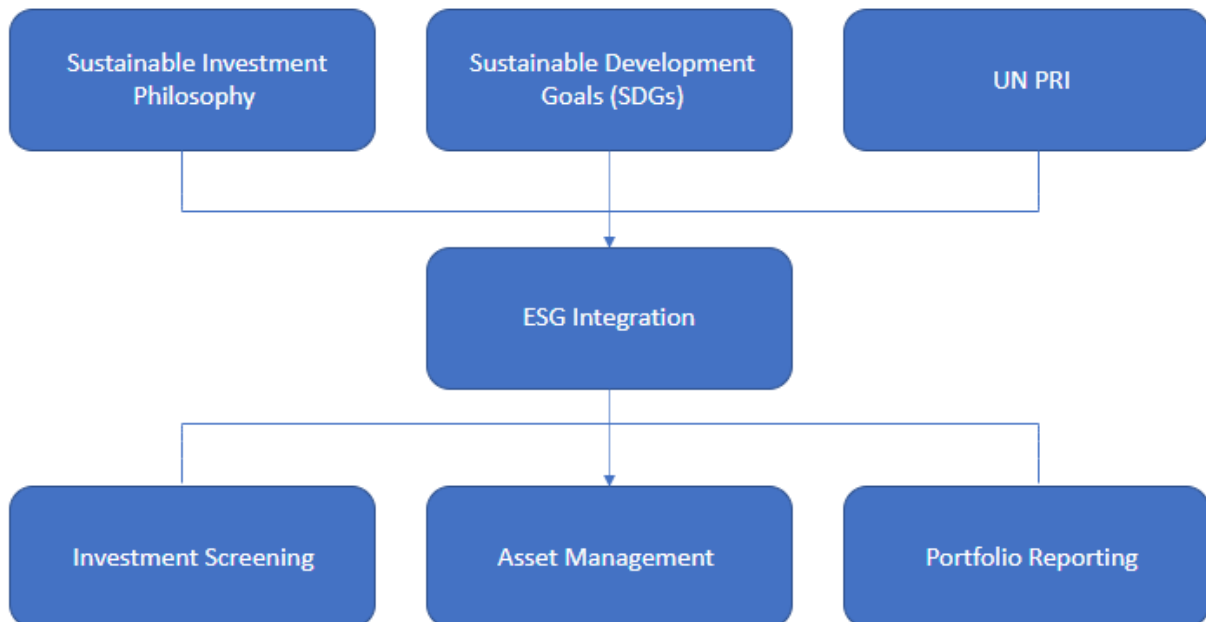 Sustainable Investment
Philosophy
Sustainable Development
Goals (SDGs)
UN PRI
ESG Integration
Investment Screening
Asset Management
Portfolio Reporting